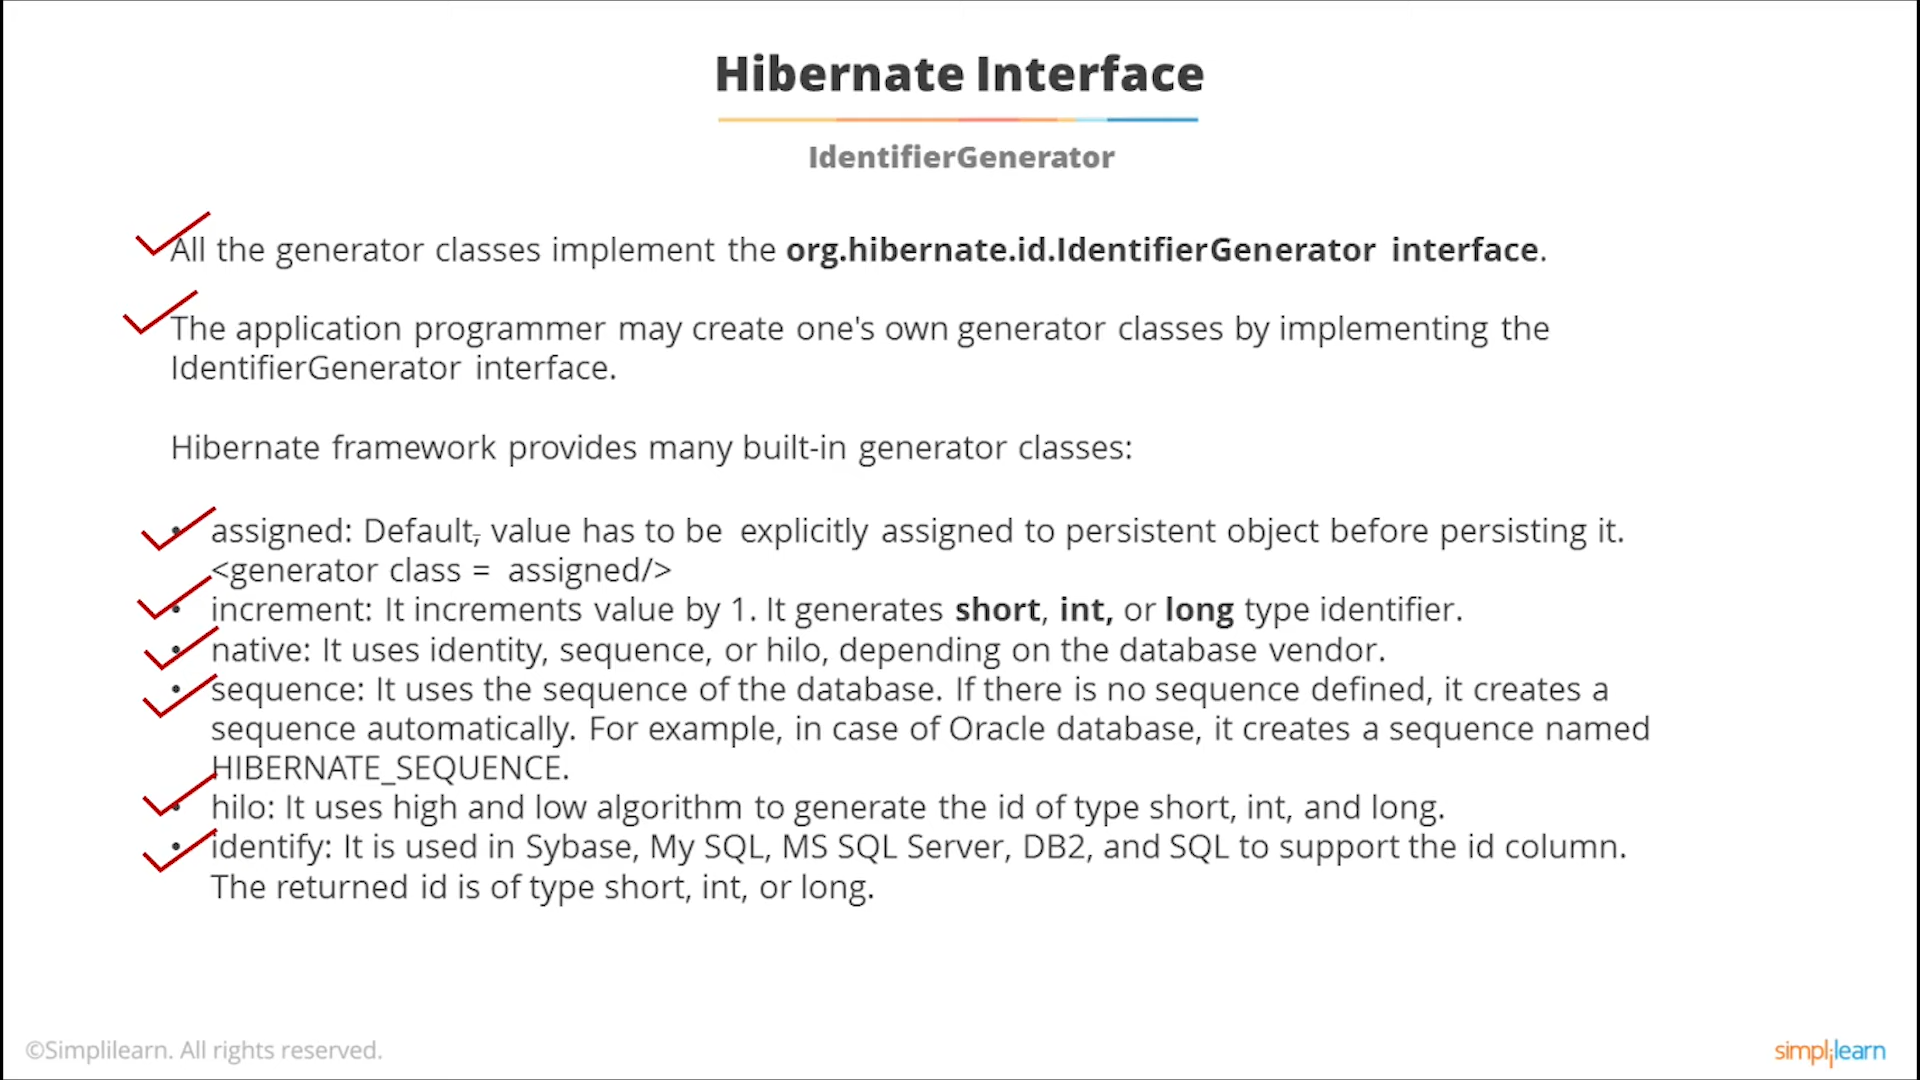 Hibernate Interface
IdentifierGenerator
All the generator classes implement the org.hibernate.id.IdentifierGenerator interface.
The application programmer may create one's own generator classes by implementing the
IdentifierGenerator interface.
Hibernate framework provides many built-in generator classes:
• assigned: Default, value has to be explicitly assigned to persistent object before persisting it.
<generator class = assigned/>
• increment: It increments value by 1. It generates short, int, or long type identifier.
• native: It uses identity, sequence, or hilo, depending on the database vendor.
• sequence: It uses the sequence of the database. If there is no sequence defined, it creates a
sequence automatically. For example, in case of Oracle database, it creates a sequence named
HIBERNATE_SEQUENCE.
• hilo: It uses high and low algorithm to generate the id of type short, int, and long.
• identify: It is used in Sybase, My SQL, MS SQL Server, DB2, and SQL to support the id column.
The returned id is of type short, int, or long.
©Simplilearn. All rights reserved.
simplilearn